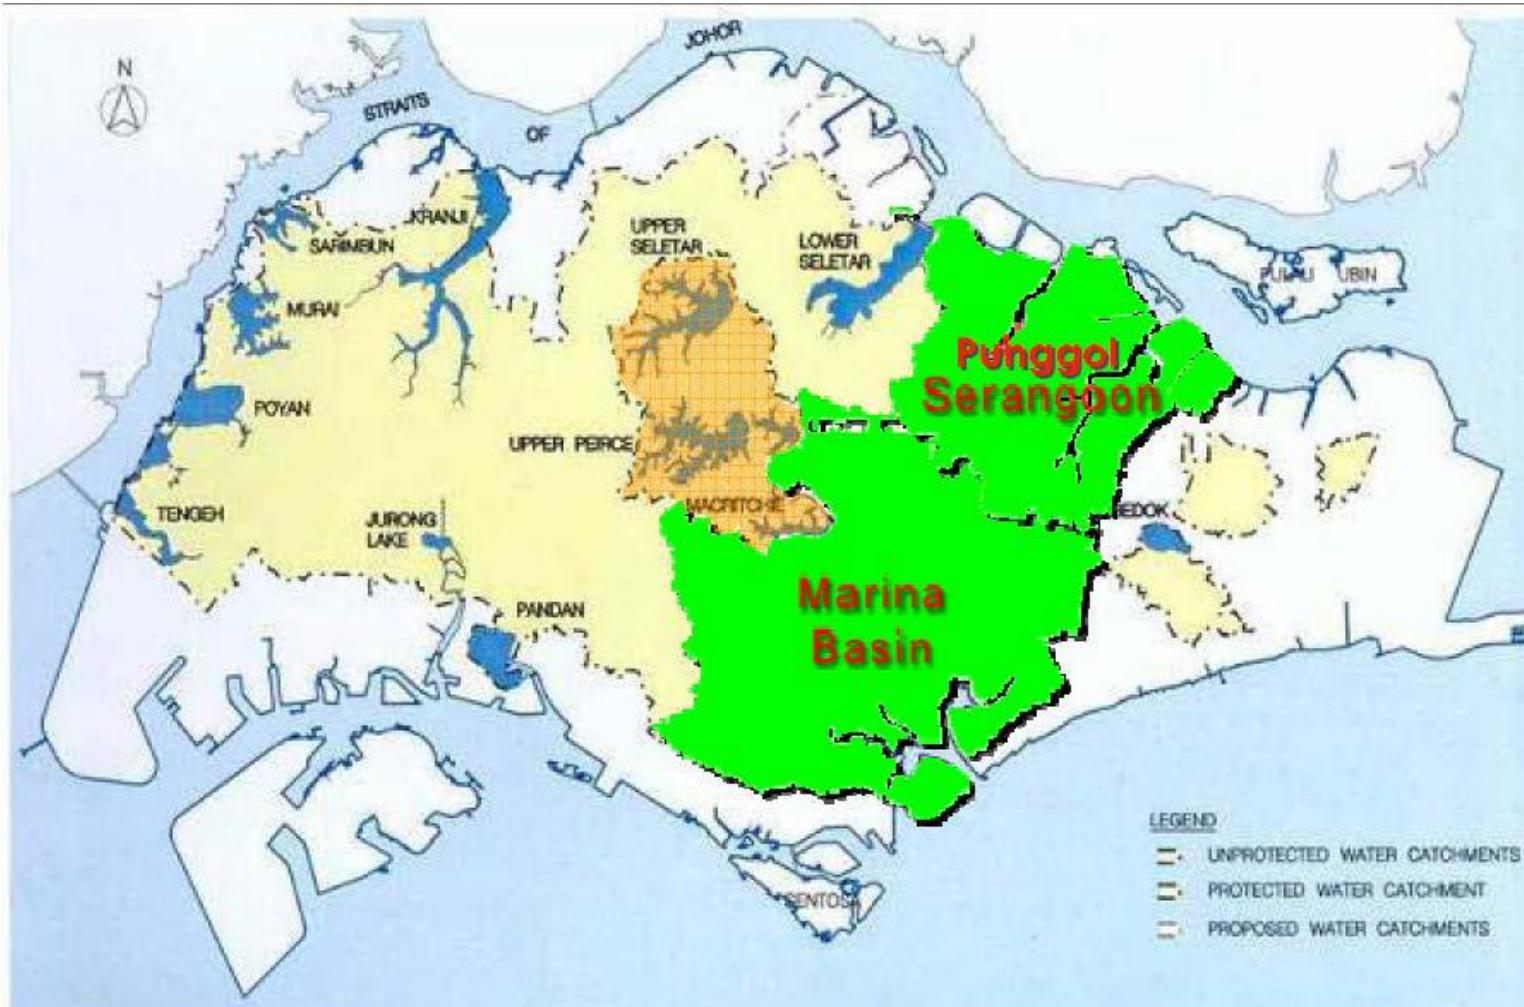 JOHOR
N
STRAITS
OF
KRANJI
SARIMBUN
UPPER
SELETAR
LOWER
SELETAR
PULAU UBIN
MURAI
Punggol
Serangoon
POYAN
UPPER PEIRCE
MACRITCHIE
TENGEH
JURONG
LAKE
BEDOK
Marina
Basin
PANDAN
LEGEND
UNPROTECTED WATER CATCHMENTS
PROTECTED WATER CATCHMENT
PROPOSED WATER CATCHMENTS
SENTOSA